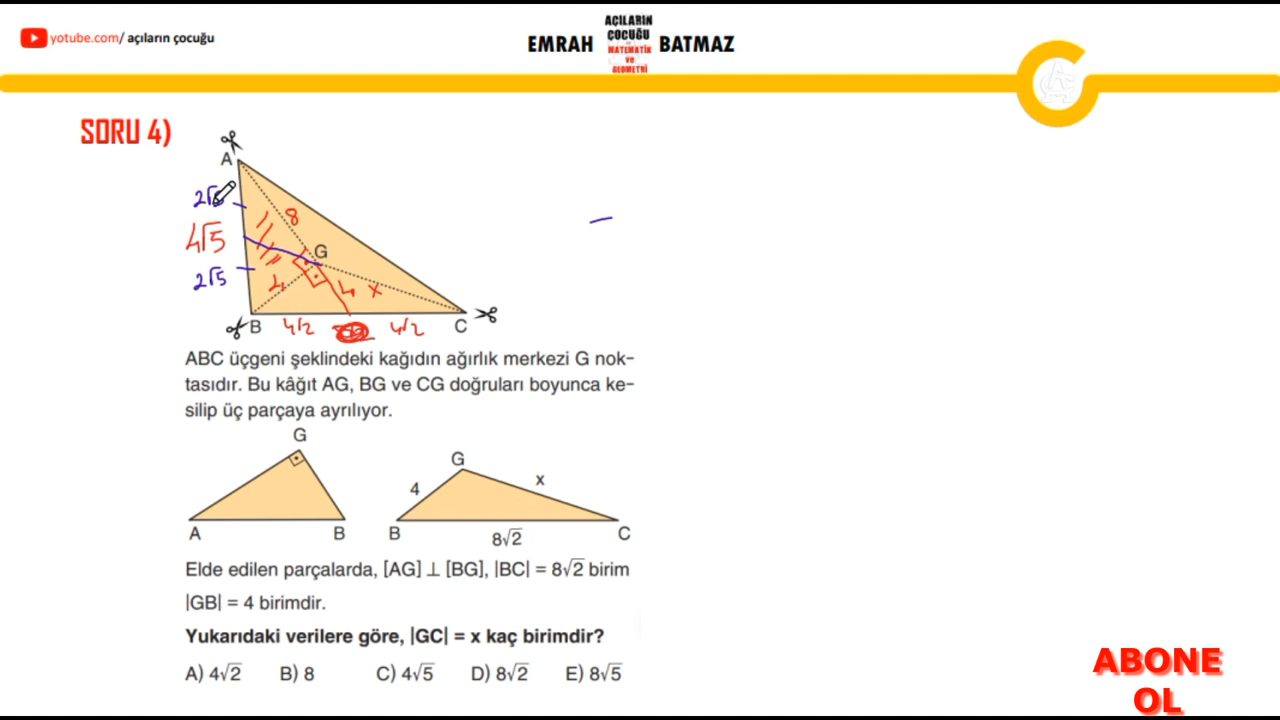 yotube.com/ açıların çocuğu
EMRAH
AÇILARIN
ÇOCUĞU
MATEMATİK
ve
GEOMETRİ
BATMAZ
SORU 4)
A
8
4√5
G
2√5
4
4
x
B
4√2
4√2
C
ABC üçgeni şeklindeki kağıdın ağırlık merkezi G nok-
tasıdır. Bu kâğıt AG, BG ve CG doğruları boyunca ke-
silip üç parçaya ayrılıyor.
G
A
B
G
4
x
B
8√2
C
Elde edilen parçalarda, [AG] ⊥ [BG], |BC| = 8√2 birim
|GB| = 4 birimdir.
Yukarıdaki verilere göre, |GC| = x kaç birimdir?
A) 4√2 B) 8 C) 4√5 D) 8√2 E) 8√5
ABONE
OL